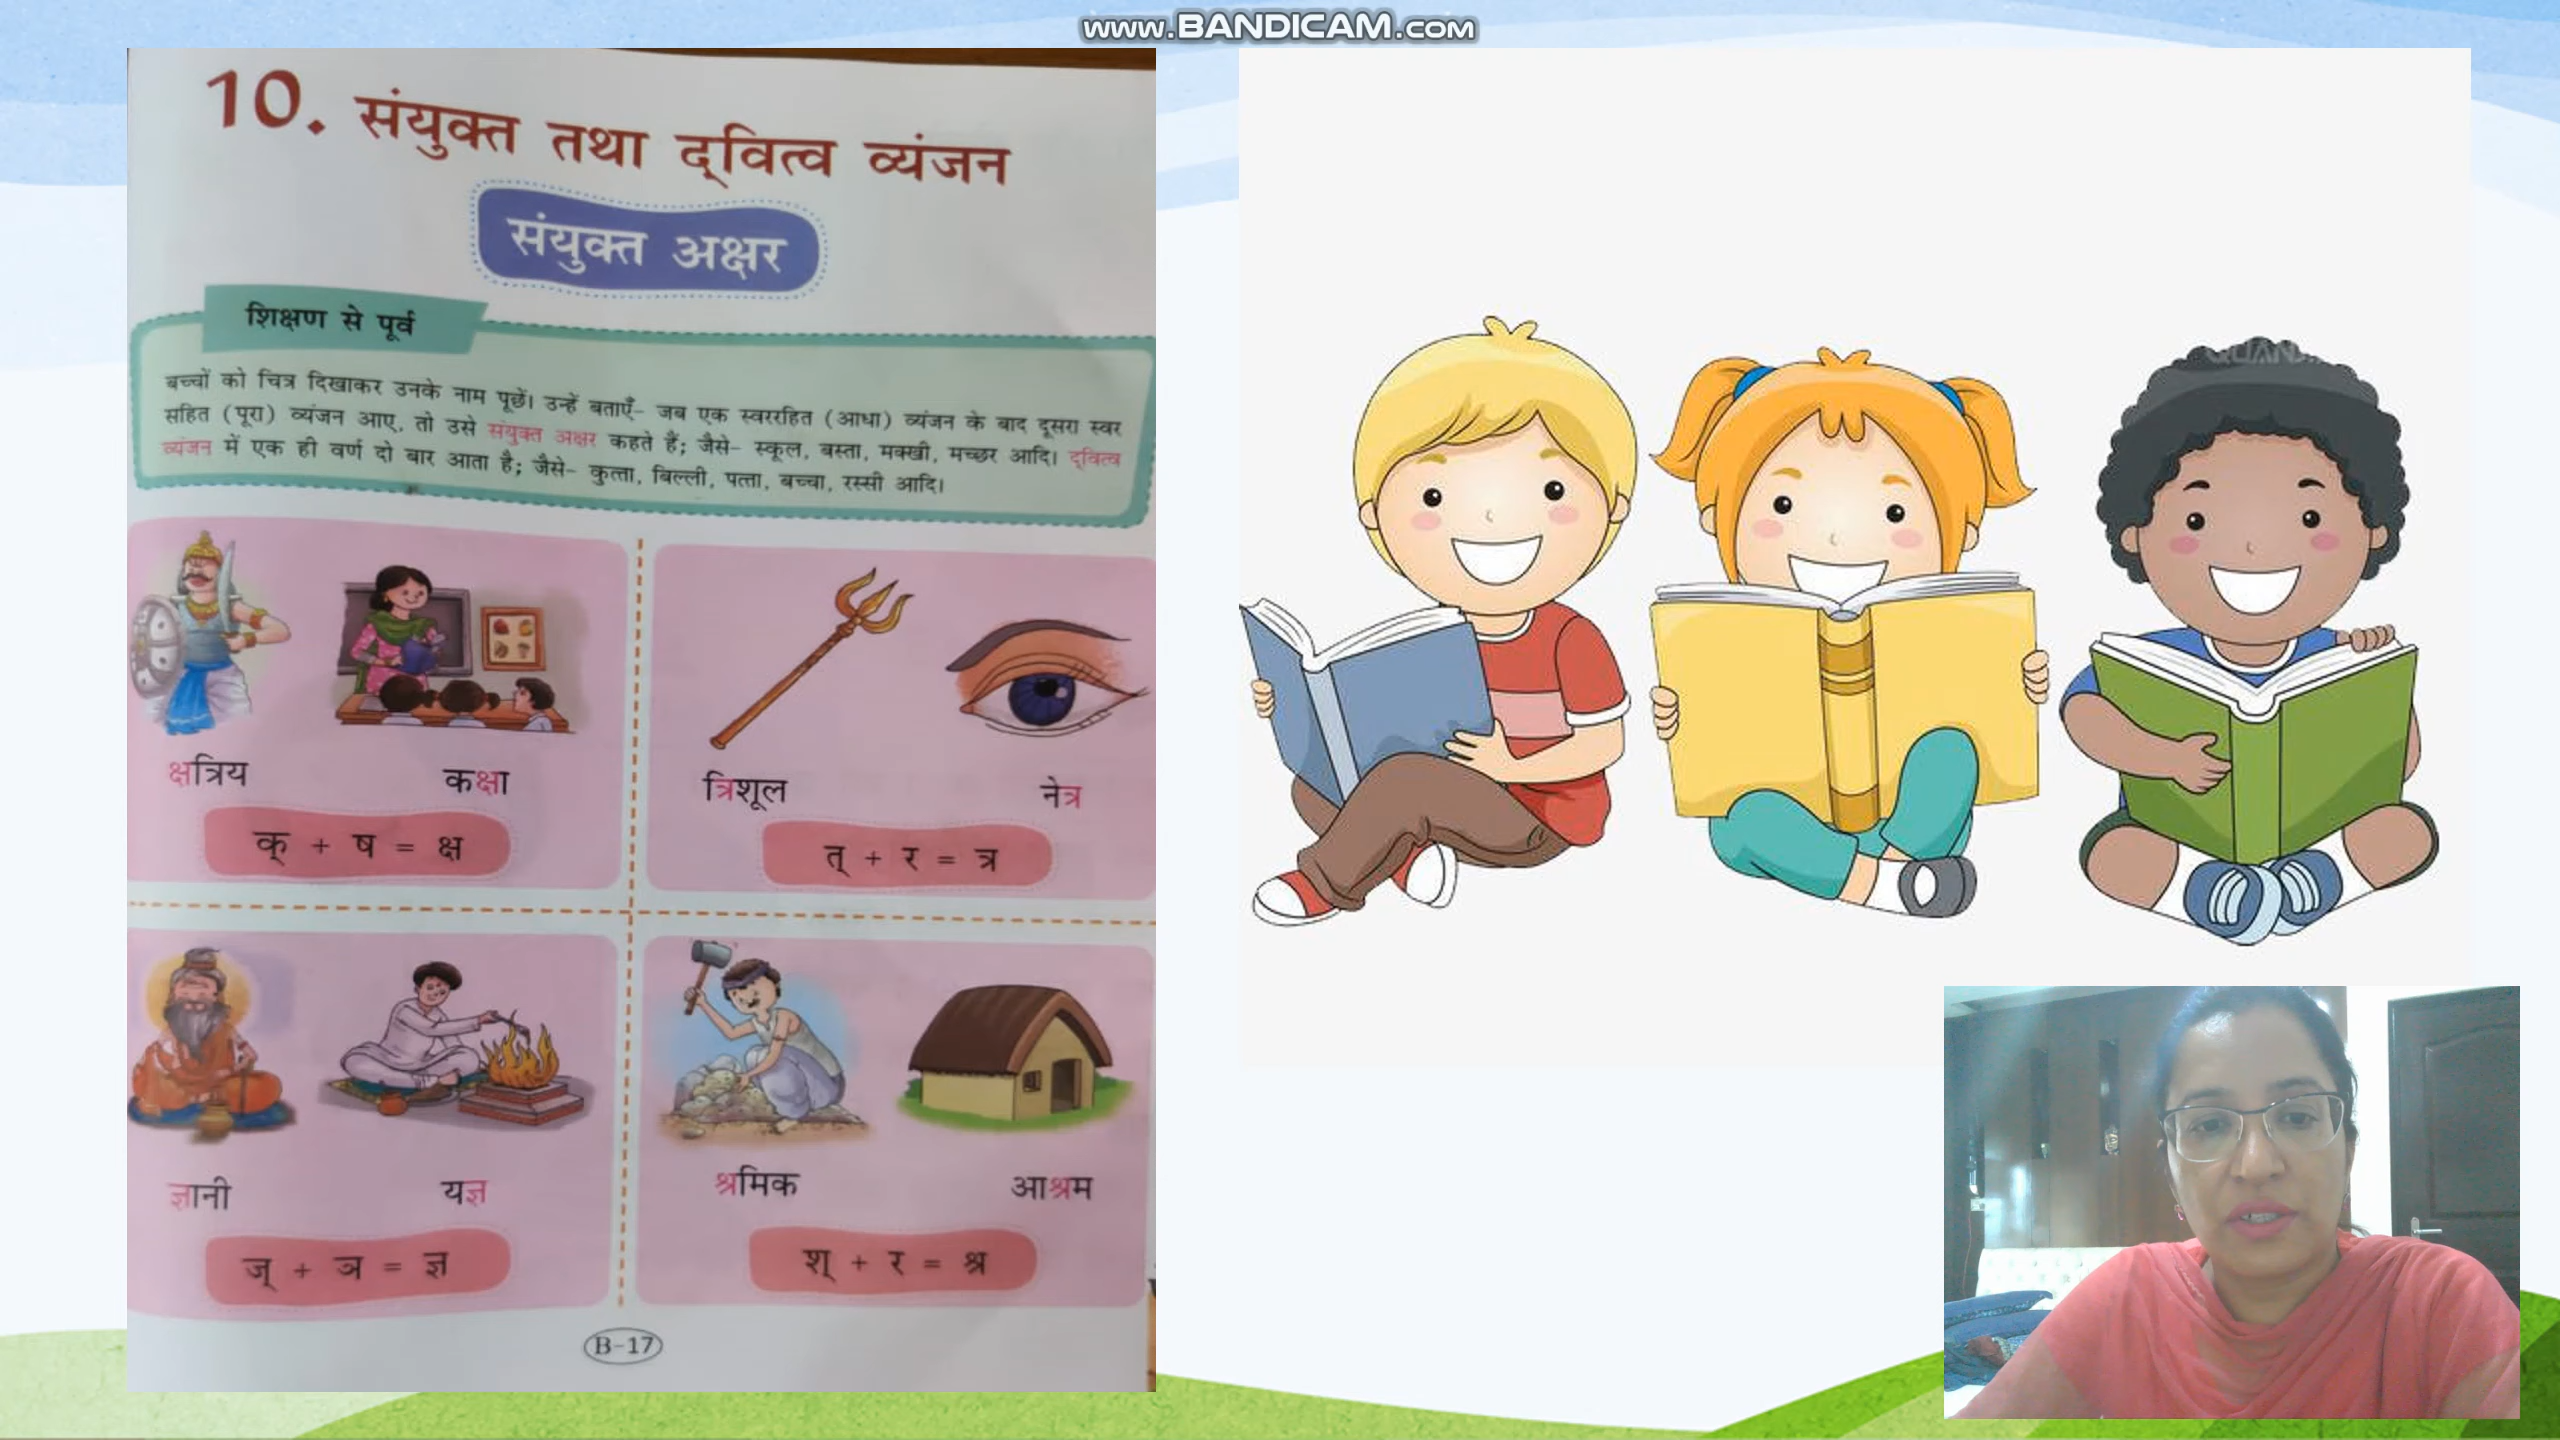 www.BANDICAM.com
10. संयुक्त तथा द्‌वित्व व्यंजन
संयुक्त अक्षर
शिक्षण से पूर्व
बच्चों को चित्र दिखाकर उनके नाम पूछें। उन्हें बताएँ– जब एक स्वररहित (आधा) व्यंजन के बाद दूसरा स्वर
सहित (पूरा) व्यंजन आए, तो उसे संयुक्त अक्षर कहते हैं; जैसे– स्कूल, बस्ता, मक्खी, मच्छर आदि। द्‌वित्व
व्यंजन में एक ही वर्ण दो बार आता है; जैसे– कुत्ता, बिल्ली, पत्ता, बच्चा, रस्सी आदि।
क्षत्रिय कक्षा
क् + ष = क्ष
त्रिशूल नेत्र
त् + र = त्र
ज्ञानी यज्ञ
ज् + ञ = ज्ञ
श्रमिक आश्रम
श् + र = श्र
B-17